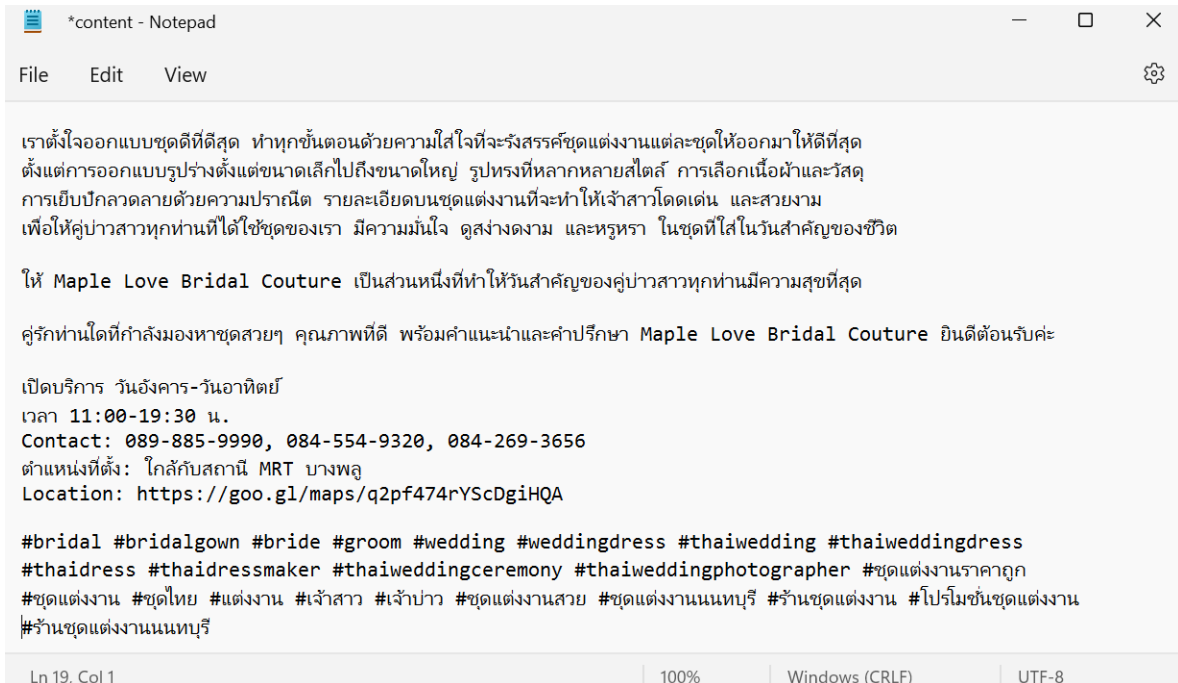 *content - Notepad
File Edit View
เราตั้งใจออกแบบชุดดีที่ดีสุด ทำทุกขั้นตอนด้วยความใส่ใจที่จะรังสรรค์ชุดแต่งงานแต่ละชุดให้ออกมาให้ดีที่สุด
ตั้งแต่การออกแบบรูปร่างตั้งแต่ขนาดเล็กไปถึงขนาดใหญ่ รูปทรงที่หลากหลายสไตล์ การเลือกเนื้อผ้าและวัสดุ
การเย็บปักลวดลายด้วยความปราณีต รายละเอียดบนชุดแต่งงานที่จะทำให้เจ้าสาวโดดเด่น และสวยงาม
เพื่อให้คู่บ่าวสาวทุกท่านที่ได้ใช้ชุดของเรา มีความมั่นใจ ดูสง่างดงาม และหรูหรา ในชุดที่ใส่ในวันสำคัญของชีวิต
ให้ Maple Love Bridal Couture เป็นส่วนหนึ่งที่ทำให้วันสำคัญของคู่บ่าวสาวทุกท่านมีความสุขที่สุด
คู่รักท่านใดที่กำลังมองหาชุดสวยๆ คุณภาพที่ดี พร้อมคำแนะนำและคำปรึกษา Maple Love Bridal Couture ยินดีต้อนรับค่ะ
เปิดบริการ วันอังคาร-วันอาทิตย์
เวลา 11:00-19:30 น.
Contact: 089-885-9990, 084-554-9320, 084-269-3656
ตำแหน่งที่ตั้ง: ใกล้กับสถานี MRT บางพลู
Location: https://goo.gl/maps/q2pf474rYScDgiHQA
#bridal #bridalgown #bride #groom #wedding #weddingdress #thaiwedding #thaiweddingdress
#thaidress #thaidressmaker #thaiweddingceremony #thaiweddingphotographer #ชุดแต่งงานราคาถูก
#ชุดแต่งงาน #ชุดไทย #แต่งงาน #เจ้าสาว #เจ้าบ่าว #ชุดแต่งงานสวย #ชุดแต่งงานนนทบุรี #ร้านชุดแต่งงาน #โปรโมชั่นชุดแต่งงาน
#ร้านชุดแต่งงานนนทบุรี
Ln 19, Col 1 100% Windows (CRLF) UTF-8